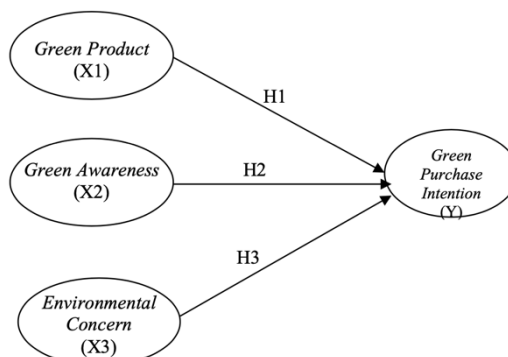 Green Product
(X1)
H1
Green Awareness
(X2)
H2
Green
Purchase
Intention
(Y)
H3
Environmental
Concern
(X3)